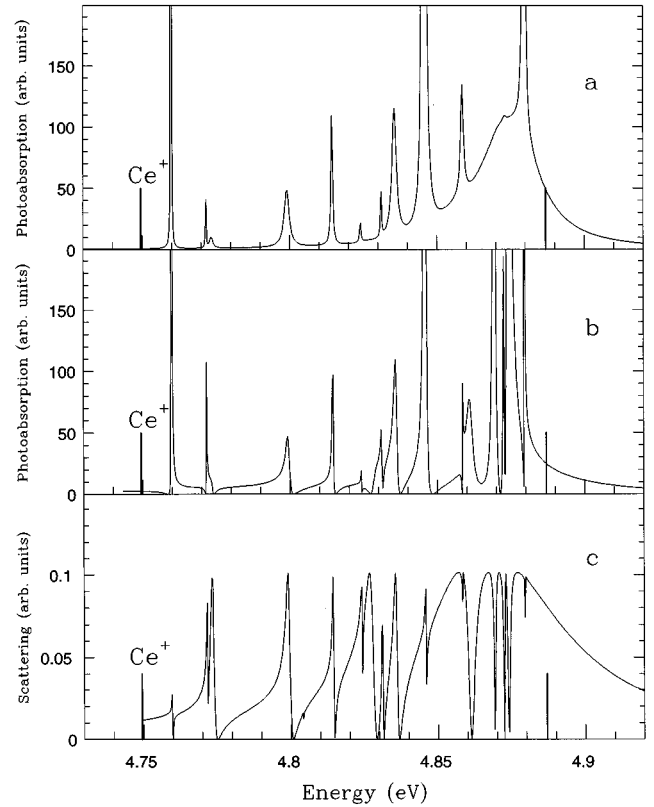 Photoabsorption (arb. units)
150
100
50
0
Ce+
a
Photoabsorption (arb. units)
150
100
50
0
Ce+
b
Scattering (arb. units)
0.1
0.05
0
Ce+
c
4.75
4.8
4.85
4.9
Energy (eV)